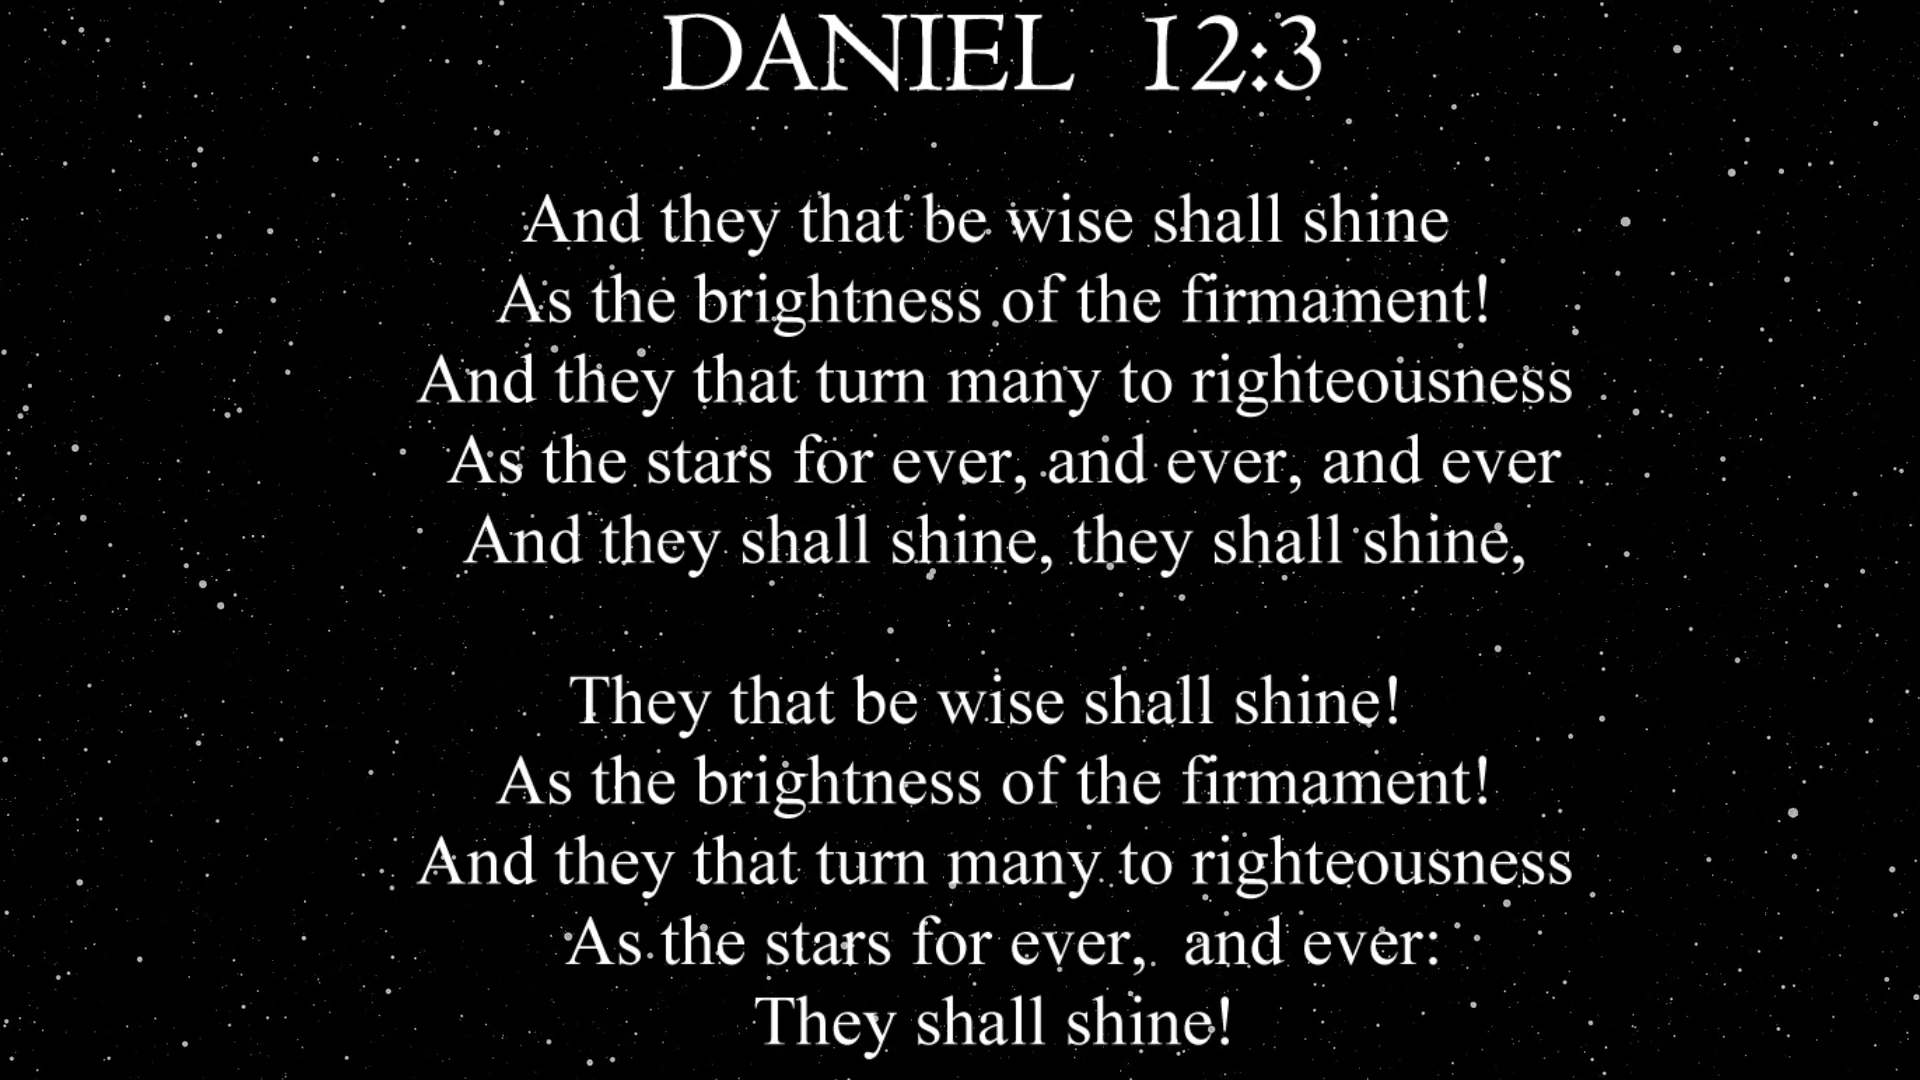 DANIEL 12:3
And they that be wise shall shine
As the brightness of the firmament!
And they that turn many to righteousness
As the stars for ever, and ever, and ever
And they shall shine, they shall shine,
They that be wise shall shine!
As the brightness of the firmament!
And they that turn many to righteousness
As the stars for ever, and ever:
They shall shine!